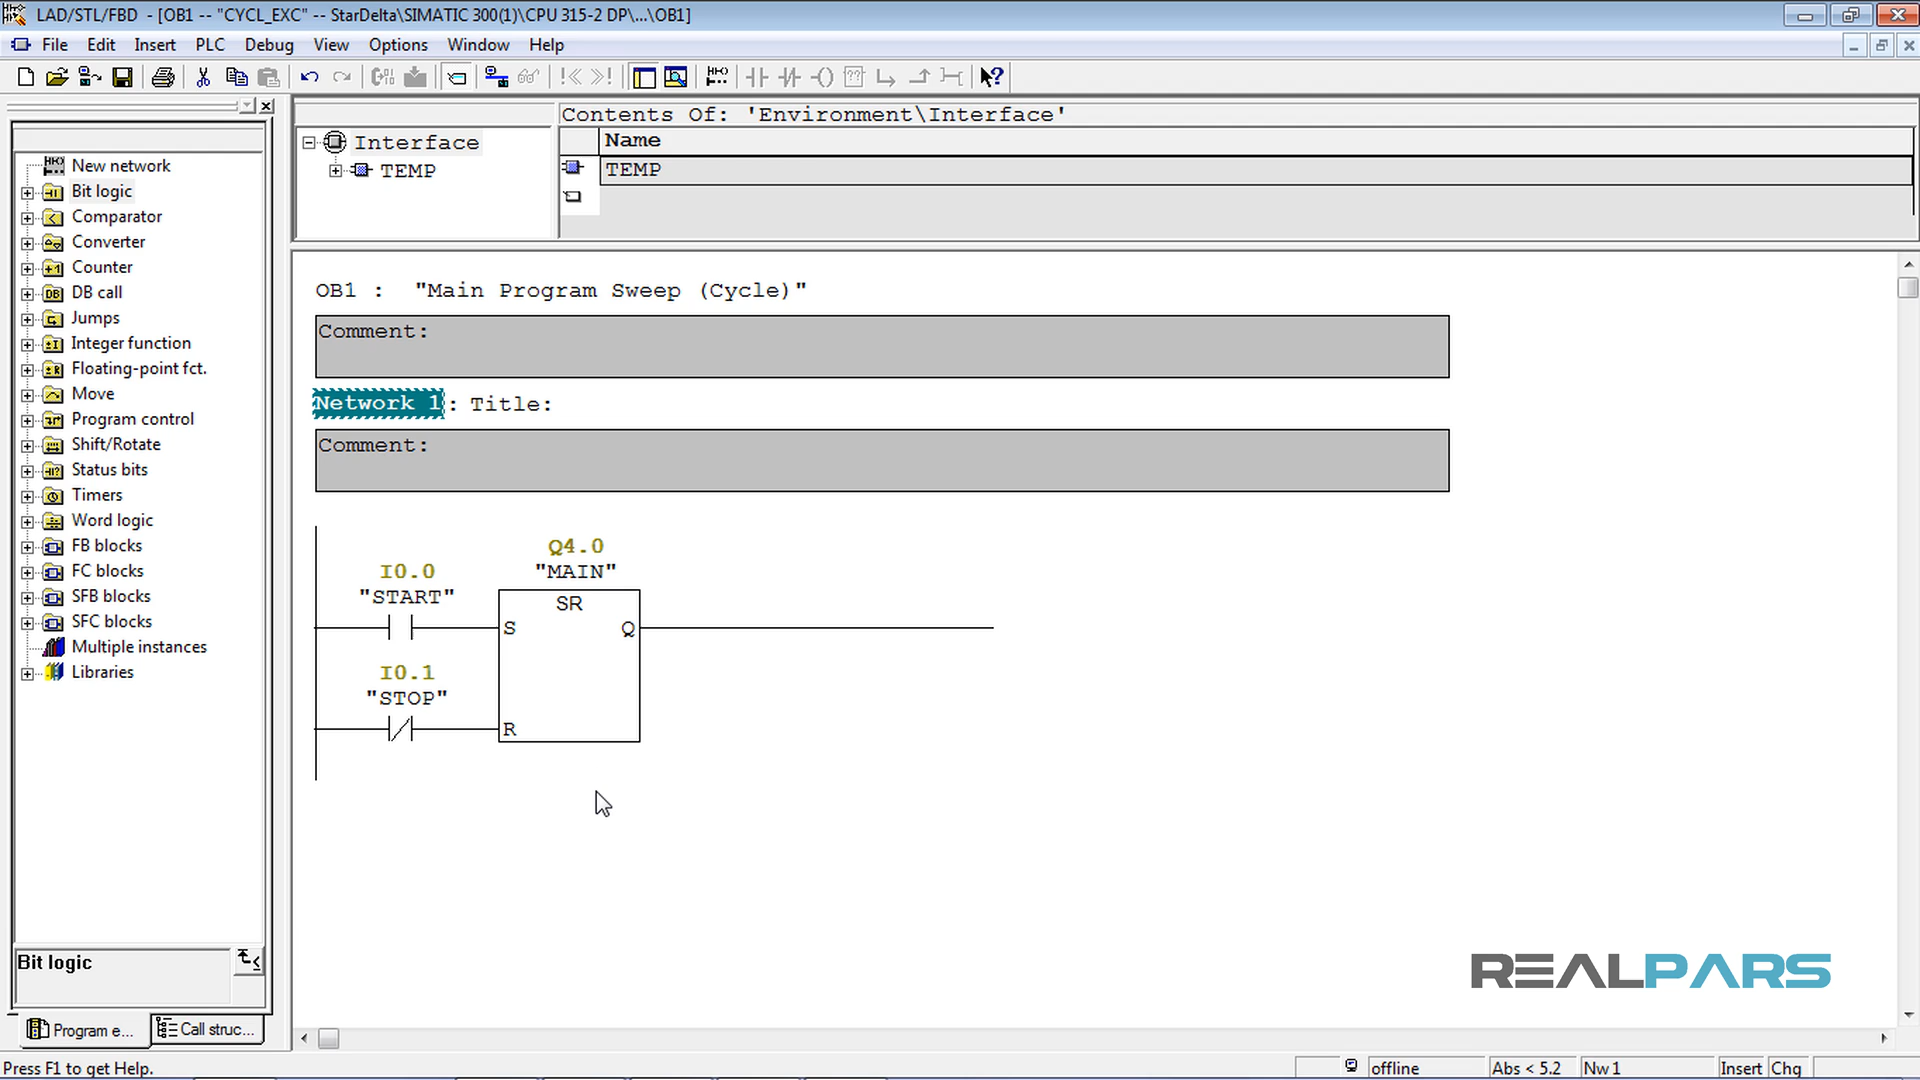 LAD/STL/FBD - [OB1 -- "CYCL_EXC" -- StarDelta\SIMATIC 300(1)\CPU 315-2 DP\...\OB1]
File Edit Insert PLC Debug View Options Window Help
New network
Bit logic
Comparator
Converter
Counter
DB call
Jumps
Integer function
Floating-point fct.
Move
Program control
Shift/Rotate
Status bits
Timers
Word logic
FB blocks
FC blocks
SFB blocks
SFC blocks
Multiple instances
Libraries
Bit logic
Program e...
Call struc...
Interface
TEMP
Contents Of: 'Environment\Interface'
Name
TEMP
OB1 : "Main Program Sweep (Cycle)"
Comment:
Network 1 : Title:
Comment:
Q4.0
"MAIN"
I0.0
"START"
SR
S
Q
I0.1
"STOP"
R
REALPARS
Press F1 to get Help.
offline
Abs < 5.2
Nw 1
Insert
Chg